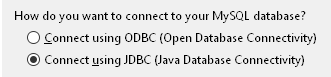 How do you want to connect to your MySQL database?
Connect using ODBC (Open Database Connectivity)
Connect using JDBC (Java Database Connectivity)